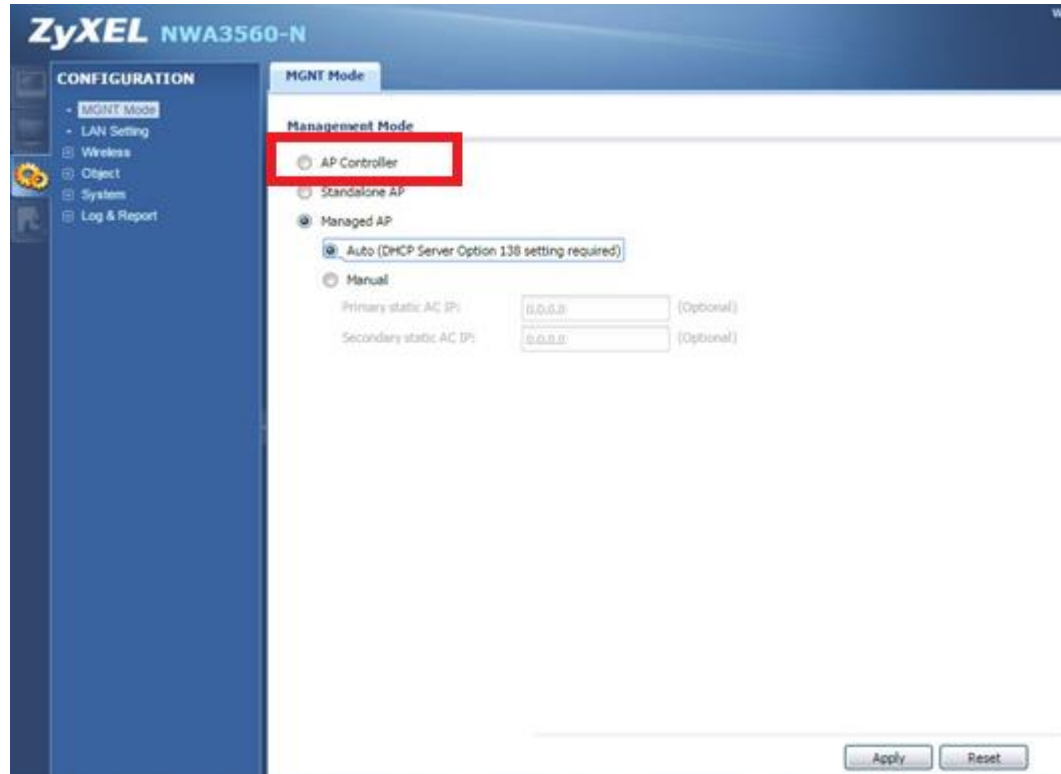 ZyXEL NWA3560-N
CONFIGURATION
MGNT Mode
LAN Setting
Wireless
Object
System
Log & Report
MGNT Mode
Management Mode
AP Controller
Standalone AP
Managed AP
Auto (DHCP Server Option 138 setting required)
Manual
Primary static AC IP: 0.0.0.0 (Optional)
Secondary static AC IP: 0.0.0.0 (Optional)
Apply Reset